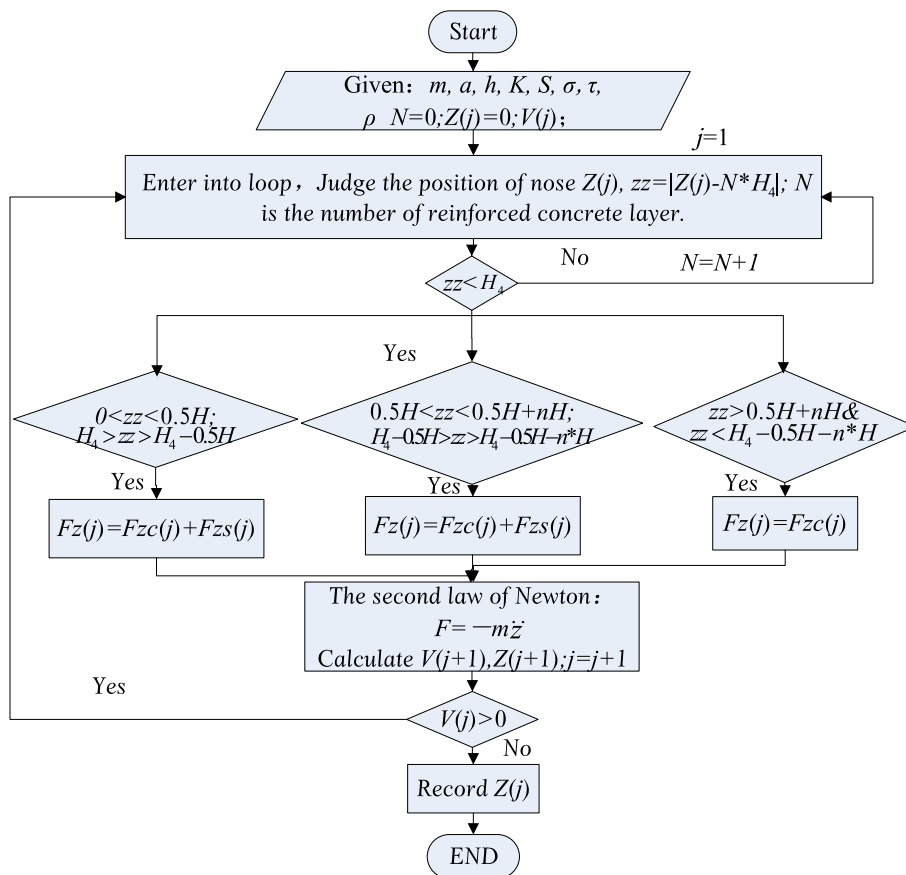 Start
Given：m, a, h, K, S, σ, τ,
ρ N=0;Z(j)=0;V(j)；
j=1
Enter into loop，Judge the position of nose Z(j), zz=|Z(j)-N*H₄|; N
is the number of reinforced concrete layer.
No
N=N+1
zz<H₄
Yes
0<zz<0.5H;
H₄>zz>H₄-0.5H
0.5H<zz<0.5H+nH;
H₄-0.5H>zz>H₄-0.5H-n*H
zz>0.5H+nH&
zz<H₄-0.5H-n*H
Yes
Yes
Yes
Fz(j)=Fzc(j)+Fzs(j)
Fz(j)=Fzc(j)+Fzs(j)
Fz(j)=Fzc(j)
The second law of Newton：
F= −mz̈
Calculate V(j+1),Z(j+1);j=j+1
Yes
V(j)>0
No
Record Z(j)
END